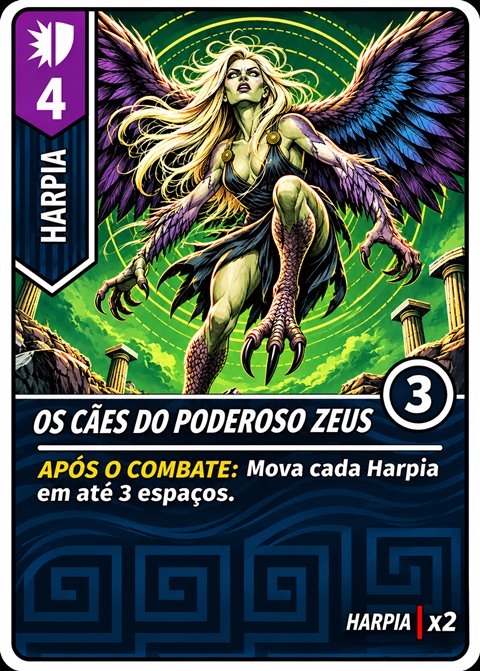 4
HARPIA
OS CÃES DO PODEROSO ZEUS
3
APÓS O COMBATE: Mova cada Harpia
em até 3 espaços.
HARPIA | x2